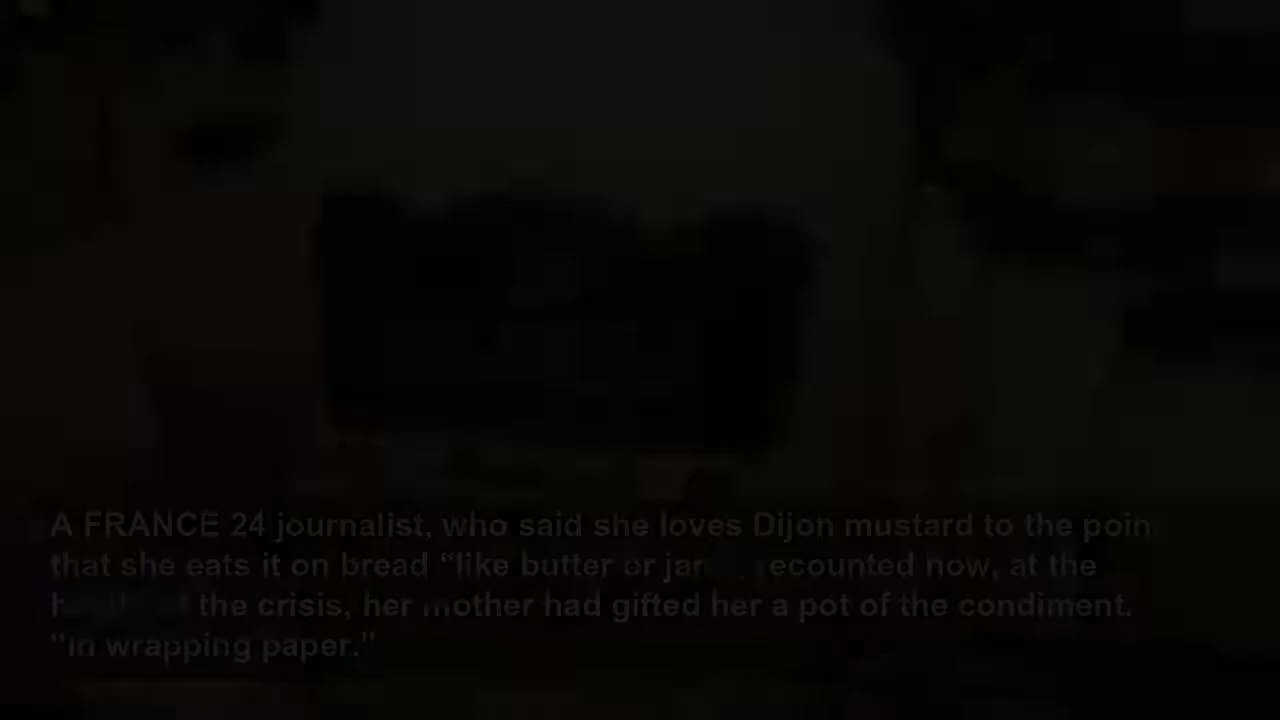 A FRANCE 24 journalist, who said she loves Dijon mustard to the poin
that she eats it on bread “like butter or recounted now, at the
the crisis, her mother had gifted her a pot of the condiment.
“In wrapping paper.”